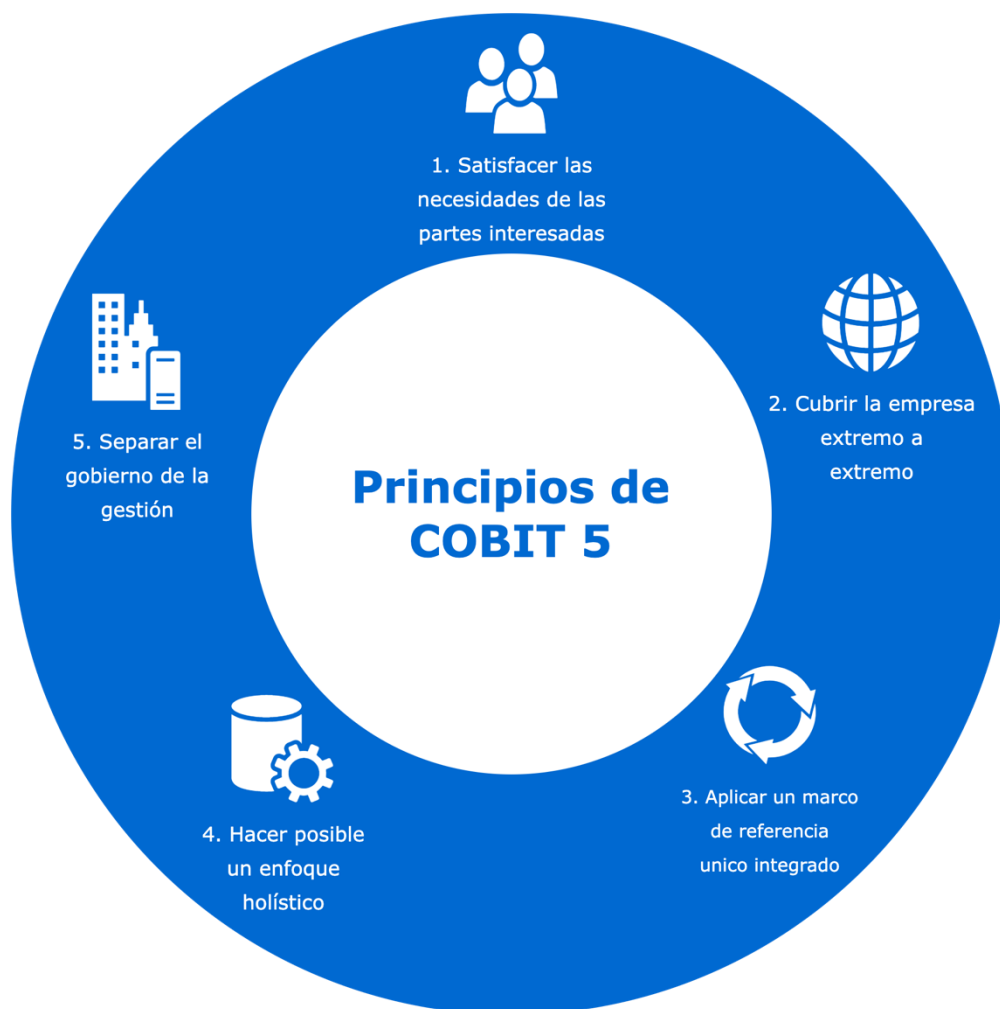 1. Satisfacer las
necesidades de las
partes interesadas
2. Cubrir la empresa
extremo a
extremo
3. Aplicar un marco
de referencia
unico integrado
4. Hacer posible
un enfoque
holístico
5. Separar el
gobierno de la
gestión
Principios de
COBIT 5